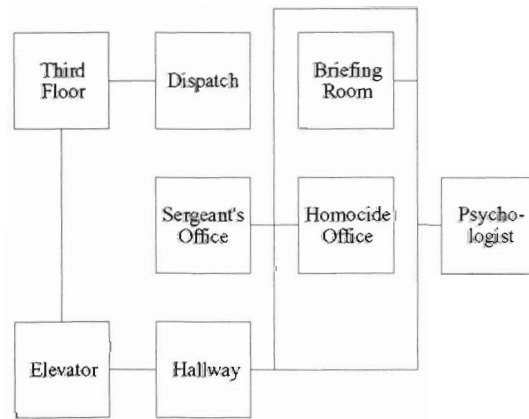 Third
Floor
Dispatch
Briefing
Room
Sergeant's
Office
Homocide
Office
Psycho-
logist
Elevator
Hallway